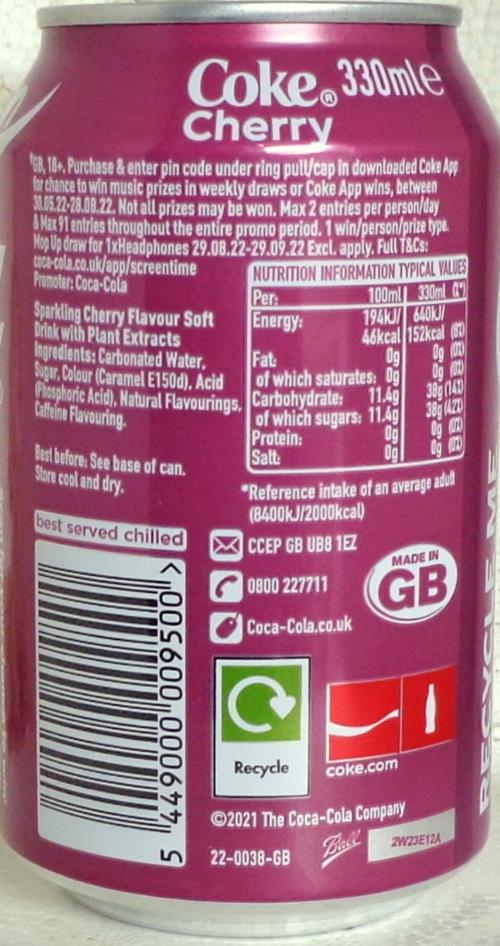 Coke® 330ml e
Cherry
†GB, 18+. Purchase & enter pin code under ring pull/cap in downloaded Coke App
for chance to win music prizes in weekly draws or Coke App wins, between
30.05.22-28.08.22. Not all prizes may be won. Max 2 entries per person/day
& Max 91 entries throughout the entire promo period. 1 win/person/prize type.
Mop Up draw for 1xHeadphones 29.08.22-29.09.22 Excl. apply. Full T&Cs:
coca-cola.co.uk/app/screentime
Promoter: Coca-Cola
Sparkling Cherry Flavour Soft
Drink with Plant Extracts
Ingredients: Carbonated Water,
Sugar, Colour (Caramel E150d), Acid
(Phosphoric Acid), Natural Flavourings,
Caffeine Flavouring.
Best before: See base of can.
Store cool and dry.
NUTRITION INFORMATION TYPICAL VALUES
Per: 100ml 330ml (%*)
Energy: 194kJ/ 640kJ/
46kcal 152kcal (8%)
Fat: 0g 0g (0%)
of which saturates: 0g 0g (0%)
Carbohydrate: 11.4g 38g (14%)
of which sugars: 11.4g 38g (42%)
Protein: 0g 0g (0%)
Salt: 0g 0g (0%)
*Reference intake of an average adult
(8400kJ/2000kcal)
best served chilled
5 449000 009500 >
CCEP GB UB8 1EZ
0800 227711
Coca-Cola.co.uk
MADE IN
GB
Recycle
coke.com
©2021 The Coca-Cola Company
22-0038-GB
Ball
2W23E12A
RECYCLE ME